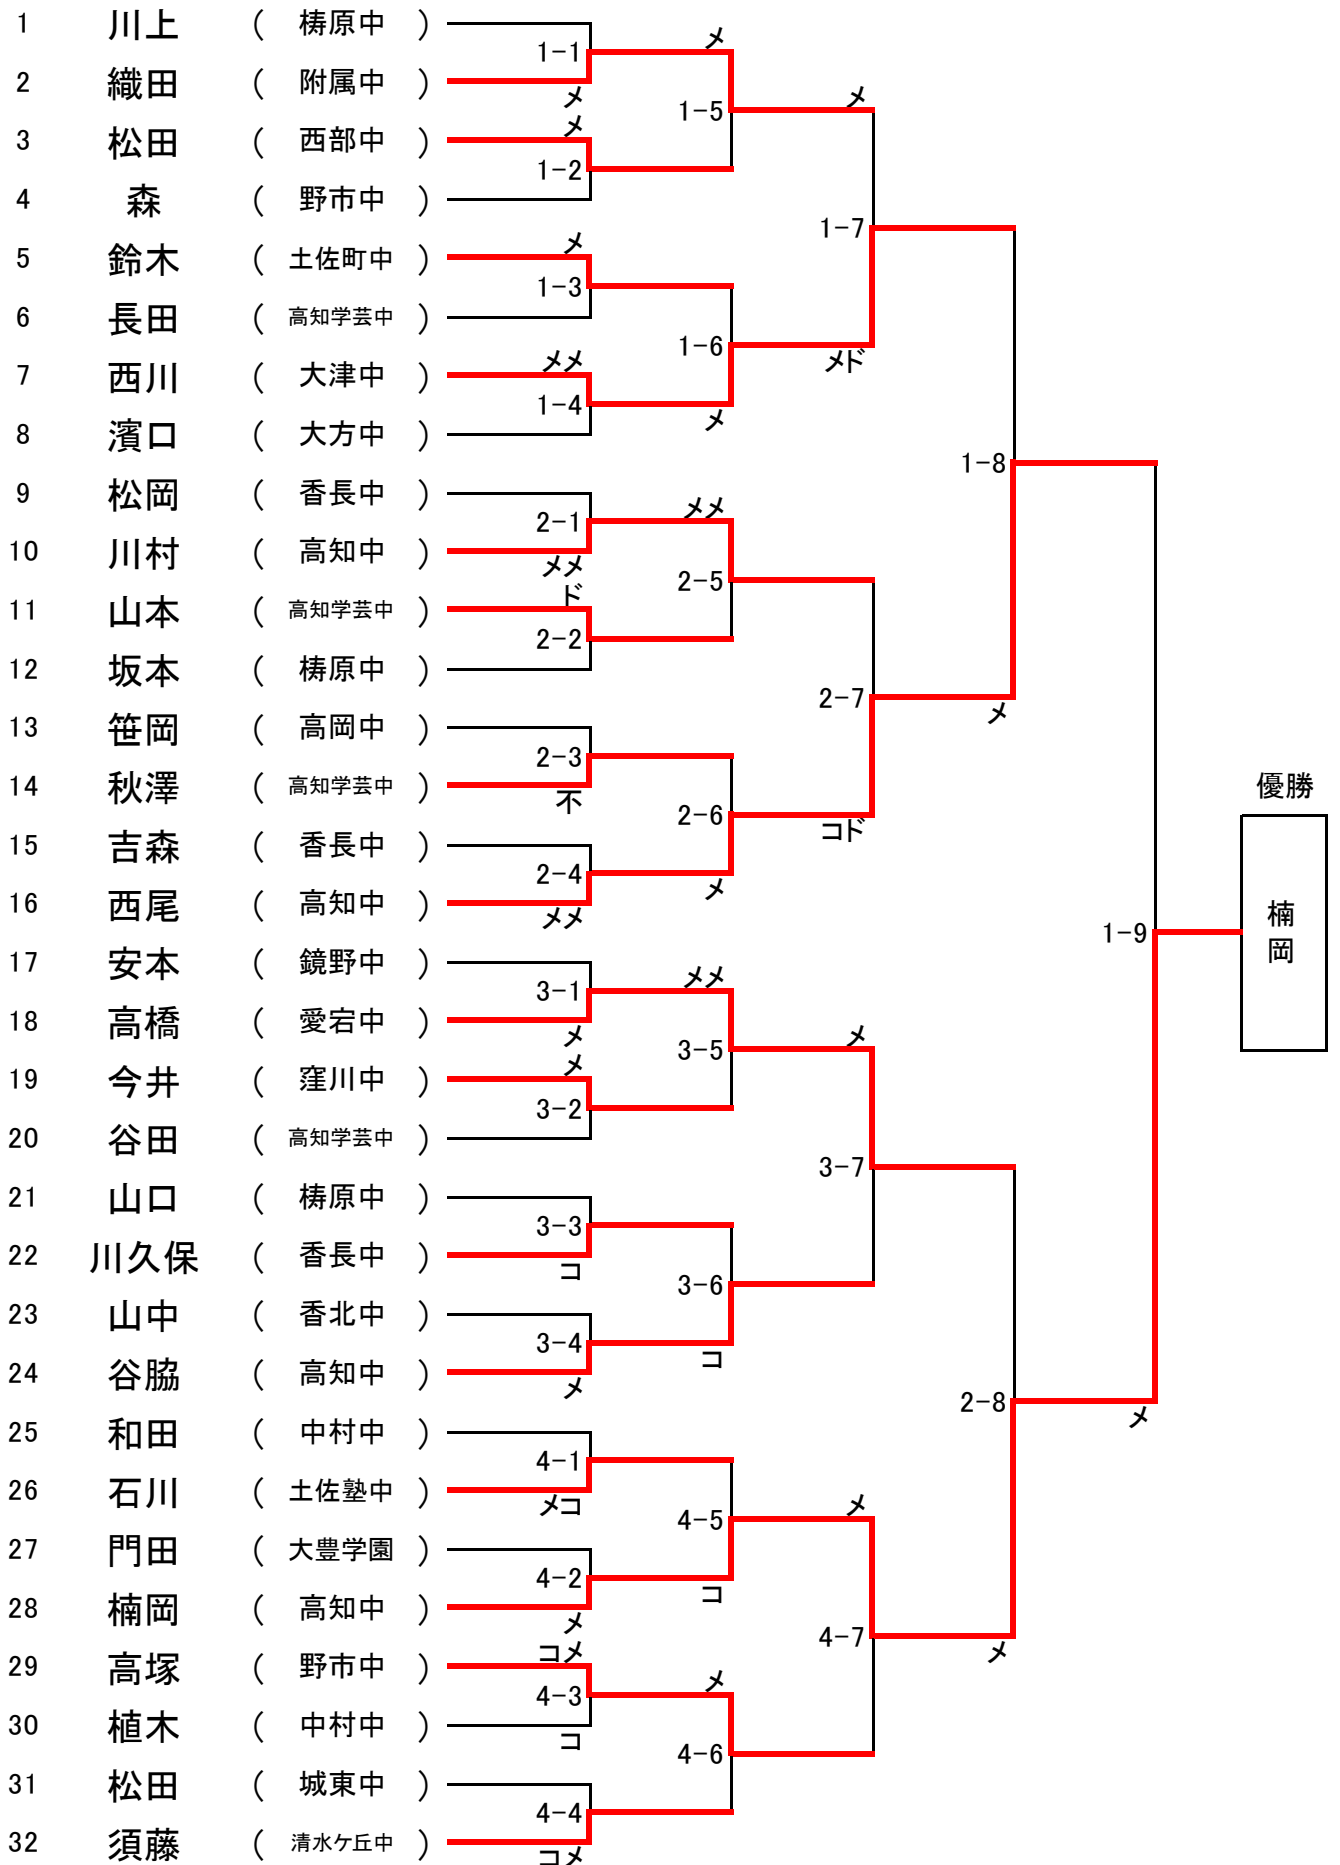 1 川上 ( 梼原中 )
1-1 メ
2 織田 ( 附属中 )
メ 1-5 メ
3 松田 ( 西部中 ) メ
1-2
4 森 ( 野市中 )
1-7
5 鈴木 ( 土佐町中 ) メ
1-3
6 長田 ( 高知学芸中 )
1-6 メド
7 西川 ( 大津中 ) メメ
1-4 メ
8 濱口 ( 大方中 )
1-8
9 松岡 ( 香長中 )
2-1 メメ
10 川村 ( 高知中 )
メメ 2-5
11 山本 ( 高知学芸中 ) ド
2-2
12 坂本 ( 梼原中 )
2-7 メ
13 笹岡 ( 高岡中 )
2-3
14 秋澤 ( 高知学芸中 )
優勝
不 2-6 コド
15 吉森 ( 香長中 )
2-4 メ
16 西尾 ( 高知中 )
メメ
1-9 楠岡
17 安本 ( 鏡野中 )
3-1 メメ
18 高橋 ( 愛宕中 )
メ 3-5 メ
19 今井 ( 窪川中 ) メ
3-2
20 谷田 ( 高知学芸中 )
3-7
21 山口 ( 梼原中 )
3-3
22 川久保 ( 香長中 )
コ 3-6
23 山中 ( 香北中 )
3-4 コ
24 谷脇 ( 高知中 )
メ
2-8 メ
25 和田 ( 中村中 )
4-1
26 石川 ( 土佐塾中 )
メコ 4-5 メ
27 門田 ( 大豊学園 )
4-2 コ
28 楠岡 ( 高知中 )
メ
4-7 メ
29 高塚 ( 野市中 ) コメ
4-3 メ
30 植木 ( 中村中 )
コ 4-6
31 松田 ( 城東中 )
4-4
32 須藤 ( 清水ケ丘中 )
コメ